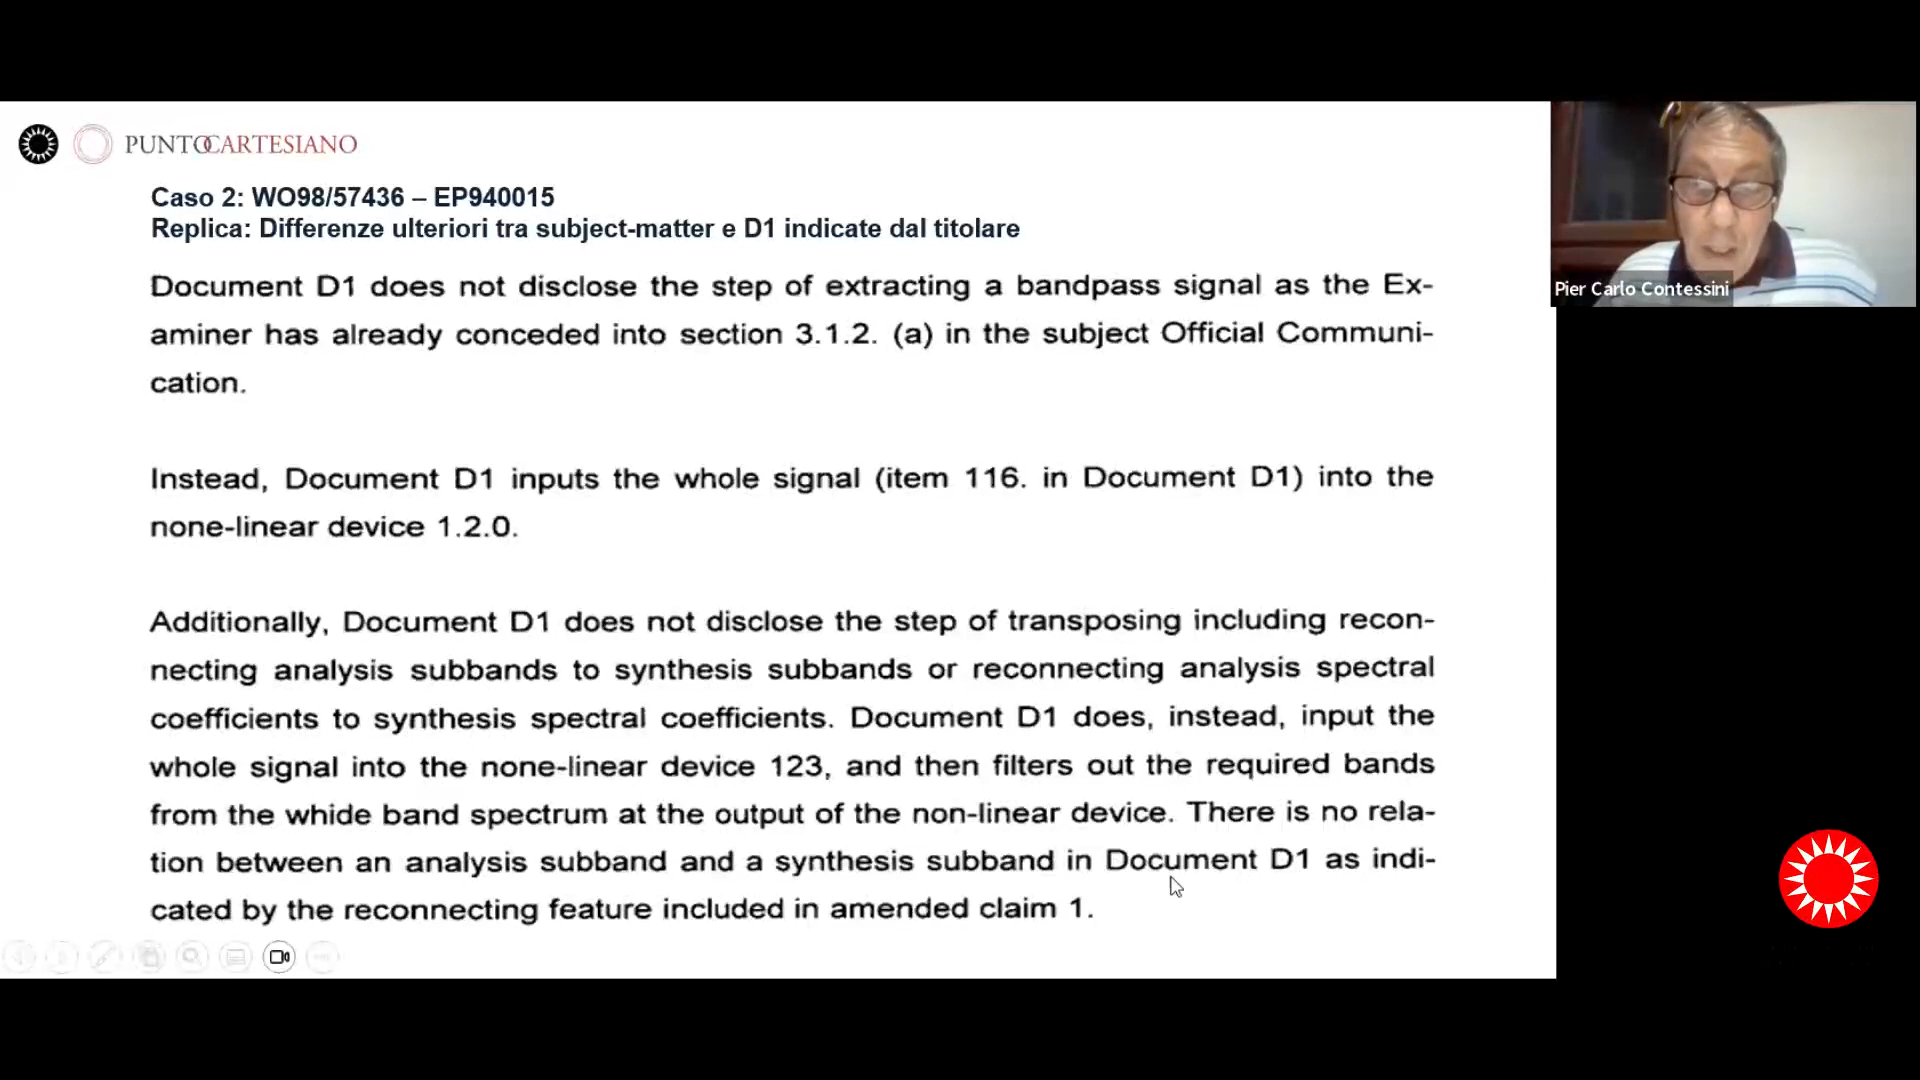 PUNTOCARTESIANO
Caso 2: WO98/57436 – EP940015
Replica: Differenze ulteriori tra subject-matter e D1 indicate dal titolare
Document D1 does not disclose the step of extracting a bandpass signal as the Ex-
aminer has already conceded into section 3.1.2. (a) in the subject Official Communi-
cation.
Instead, Document D1 inputs the whole signal (item 116. in Document D1) into the
none-linear device 1.2.0.
Additionally, Document D1 does not disclose the step of transposing including recon-
necting analysis subbands to synthesis subbands or reconnecting analysis spectral
coefficients to synthesis spectral coefficients. Document D1 does, instead, input the
whole signal into the none-linear device 123, and then filters out the required bands
from the whide band spectrum at the output of the non-linear device. There is no rela-
tion between an analysis subband and a synthesis subband in Document D1 as indi-
cated by the reconnecting feature included in amended claim 1.
Pier Carlo Contessini